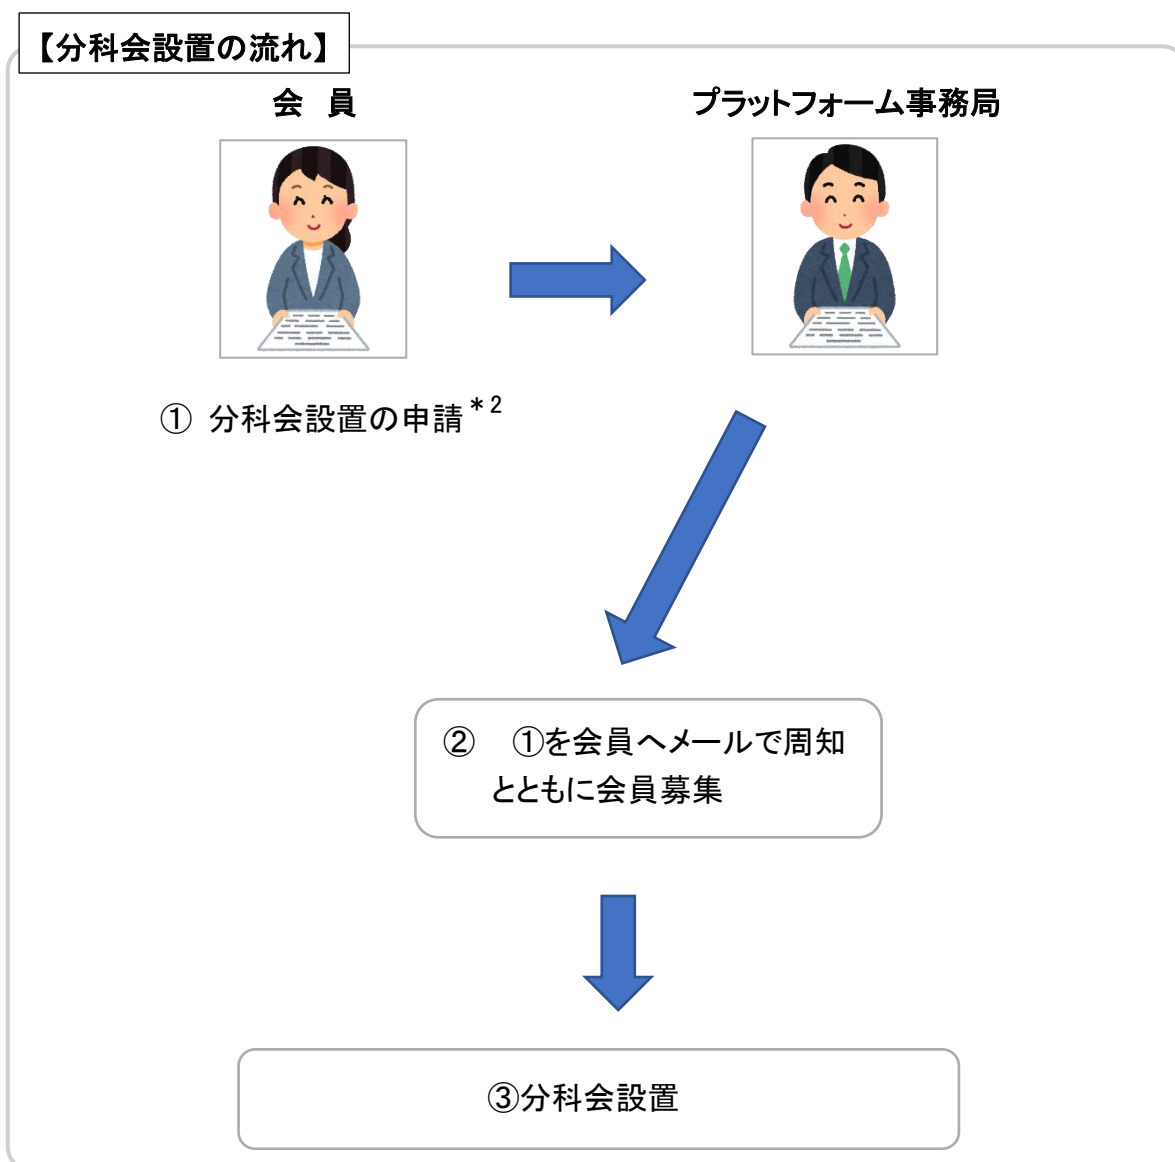 【分科会設置の流れ】
会 員
プラットフォーム事務局
① 分科会設置の申請*2
② ①を会員へメールで周知
とともに会員募集
③分科会設置